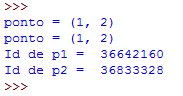 >>>
ponto = (1, 2)
ponto = (1, 2)
Id de p1 =  36642160
Id de p2 =  36833328
>>>